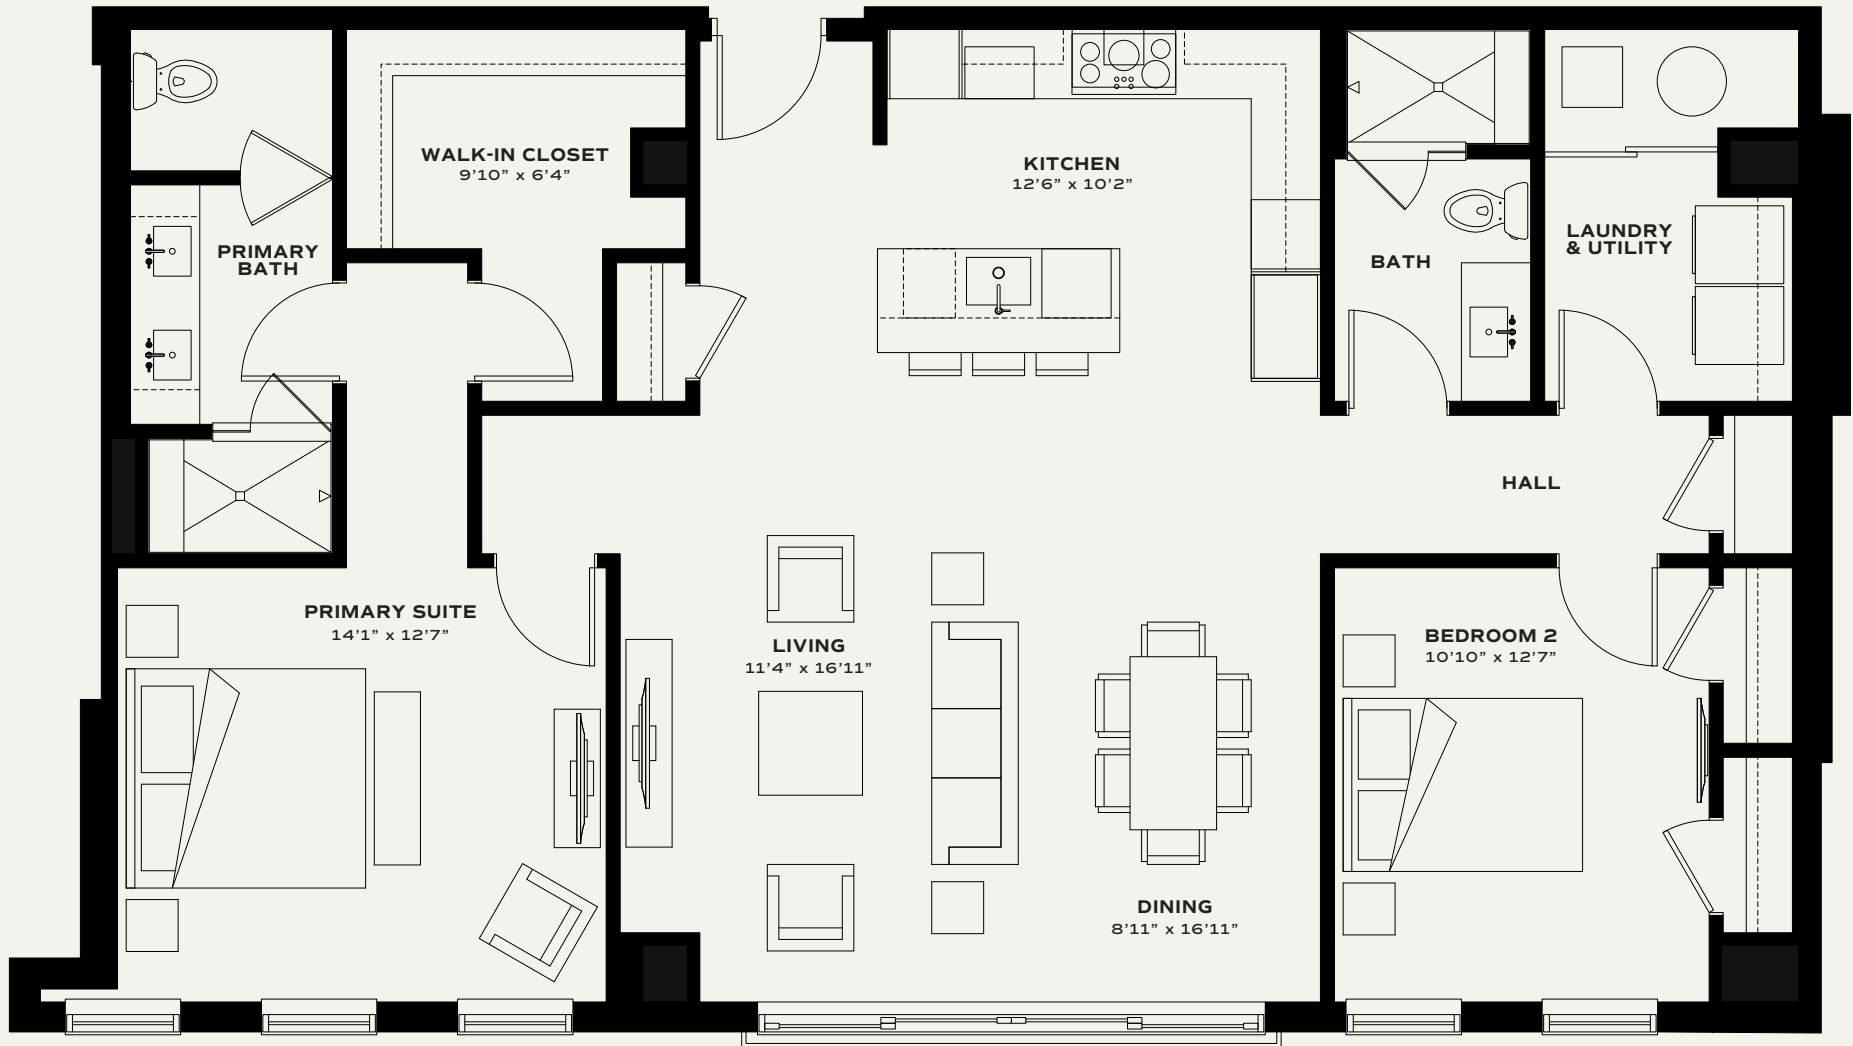 WALK-IN CLOSET
9'10" x 6'4"
KITCHEN
12'6" x 10'2"
PRIMARY
BATH
BATH
LAUNDRY
& UTILITY
HALL
PRIMARY SUITE
14'1" x 12'7"
LIVING
11'4" x 16'11"
BEDROOM 2
10'10" x 12'7"
DINING
8'11" x 16'11"